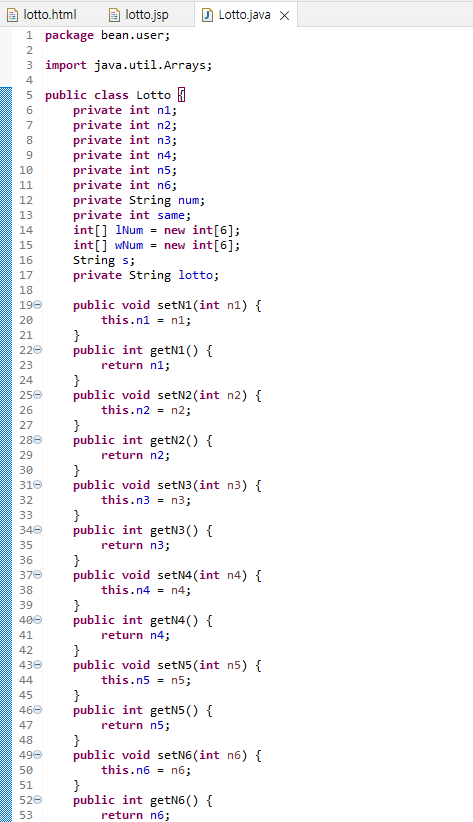 lotto.html lotto.jsp Lotto.java
1 package bean.user;
2
3 import java.util.Arrays;
4
5 public class Lotto {
6 private int n1;
7 private int n2;
8 private int n3;
9 private int n4;
10 private int n5;
11 private int n6;
12 private String num;
13 private int same;
14 int[] lNum = new int[6];
15 int[] wNum = new int[6];
16 String s;
17 private String lotto;
18
19 public void setN1(int n1) {
20 this.n1 = n1;
21 }
22 public int getN1() {
23 return n1;
24 }
25 public void setN2(int n2) {
26 this.n2 = n2;
27 }
28 public int getN2() {
29 return n2;
30 }
31 public void setN3(int n3) {
32 this.n3 = n3;
33 }
34 public int getN3() {
35 return n3;
36 }
37 public void setN4(int n4) {
38 this.n4 = n4;
39 }
40 public int getN4() {
41 return n4;
42 }
43 public void setN5(int n5) {
44 this.n5 = n5;
45 }
46 public int getN5() {
47 return n5;
48 }
49 public void setN6(int n6) {
50 this.n6 = n6;
51 }
52 public int getN6() {
53 return n6;